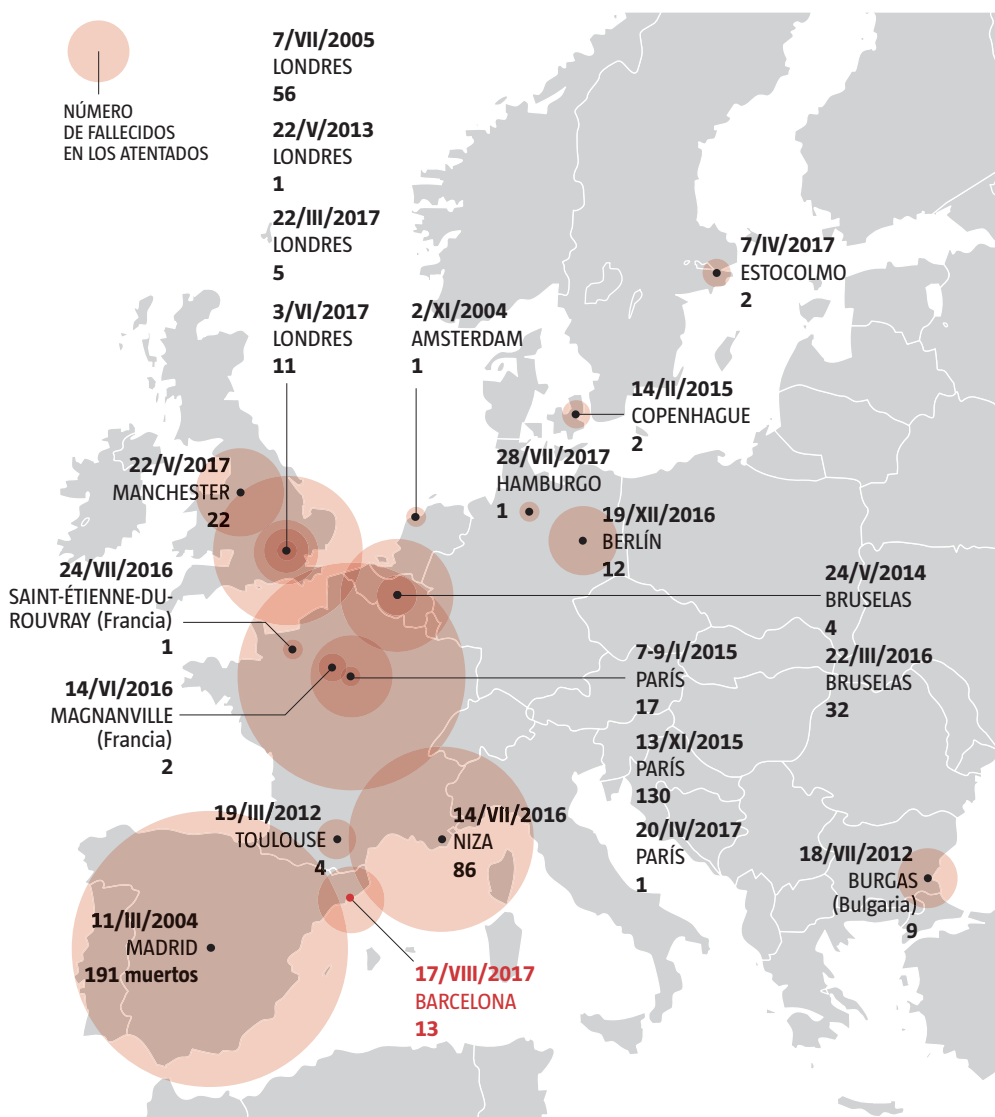 NÚMERO
DE FALLECIDOS
EN LOS ATENTADOS
7/VII/2005
LONDRES
56
22/V/2013
LONDRES
1
22/III/2017
LONDRES
5
3/VI/2017
LONDRES
11
2/XI/2004
AMSTERDAM
1
7/IV/2017
ESTOCOLMO
2
14/II/2015
COPENHAGUE
2
22/V/2017
MANCHESTER
22
28/VII/2017
HAMBURGO
1
19/XII/2016
BERLÍN
12
24/VII/2016
SAINT-ÉTIENNE-DU-
ROUVRAY (Francia)
1
24/V/2014
BRUSELAS
4
22/III/2016
BRUSELAS
32
14/VI/2016
MAGNANVILLE
(Francia)
2
7-9/I/2015
PARÍS
17
13/XI/2015
PARÍS
130
20/IV/2017
PARÍS
1
19/III/2012
TOULOUSE
4
14/VII/2016
NIZA
86
18/VII/2012
BURGAS
(Bulgaria)
9
11/III/2004
MADRID
191 muertos
17/VIII/2017
BARCELONA
13